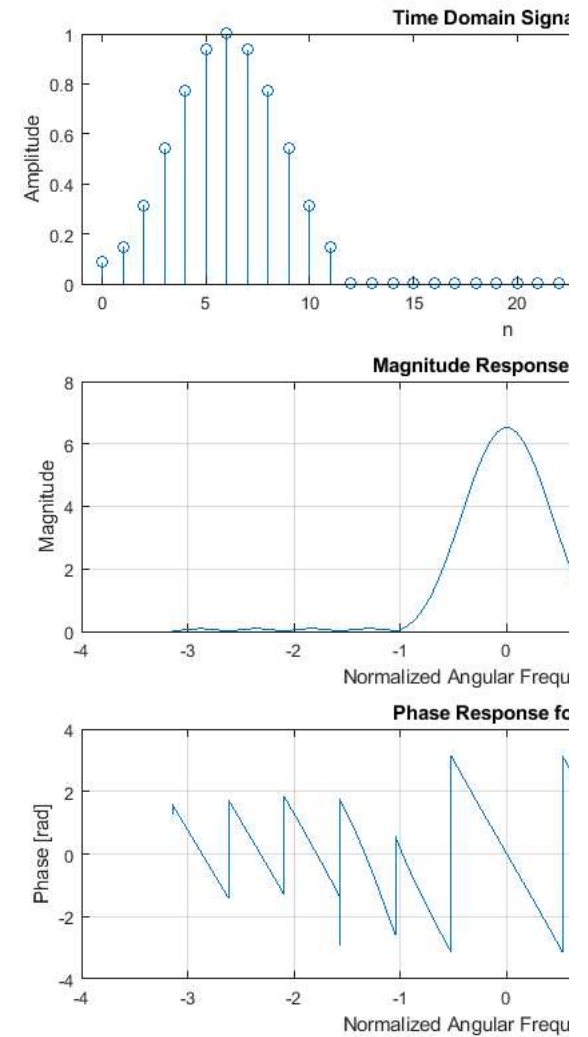 Time Domain Signa
1
0.8
0.6
0.4
0.2
0
Amplitude
0 5 10 15 20
n
Magnitude Response
8
6
4
2
0
Magnitude
-4 -3 -2 -1 0
Normalized Angular Frequ
Phase Response fo
4
2
0
-2
-4
Phase [rad]
-4 -3 -2 -1 0
Normalized Angular Frequ